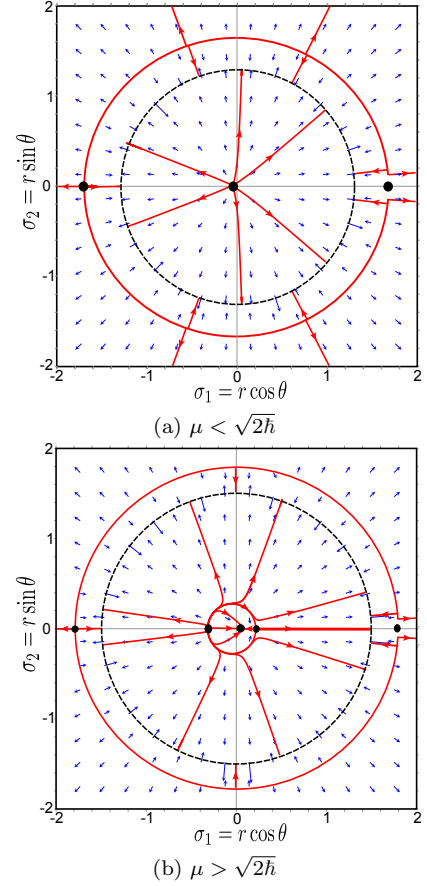 2
1
0
-1
-2
σ₂ = r sin θ
-2 -1 0 1 2
σ₁ = r cos θ
(a) μ < √2ℏ
2
1
0
-1
-2
σ₂ = r sin θ
-2 -1 0 1 2
σ₁ = r cos θ
(b) μ > √2ℏ